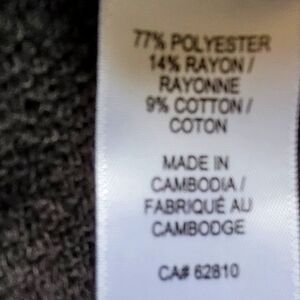 77% POLYESTER
14% RAYON /
RAYONNE
9% COTTON /
COTON
MADE IN
CAMBODIA /
FABRIQUÉ AU
CAMBODGE
CA# 62810